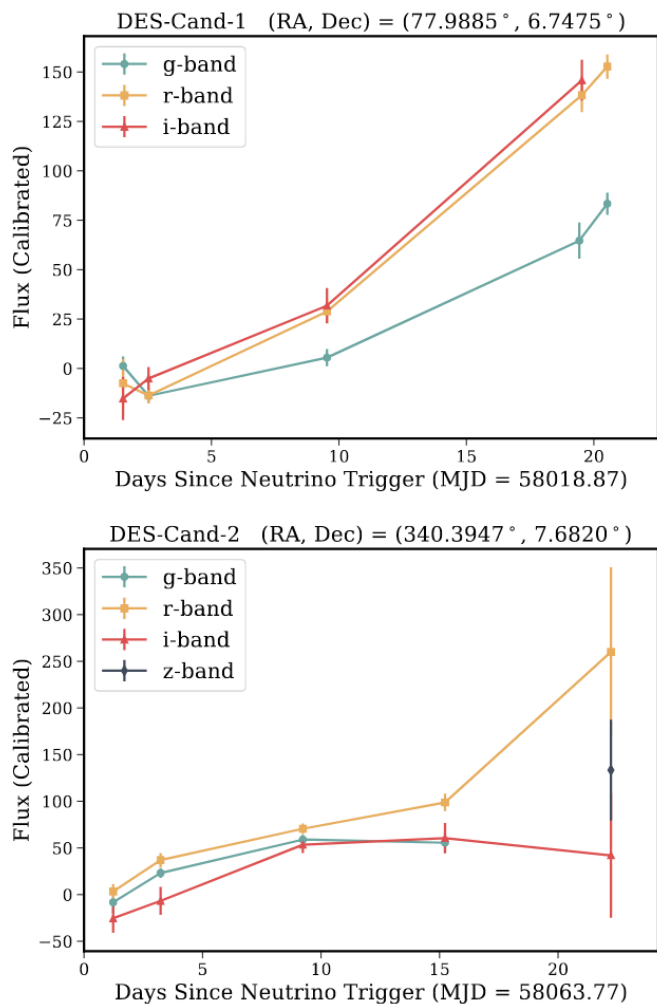 DES-Cand-1 (RA, Dec) = (77.9885°, 6.7475°)
g-band
r-band
i-band
150
125
100
75
50
25
0
−25
Flux (Calibrated)
0 5 10 15 20
Days Since Neutrino Trigger (MJD = 58018.87)
DES-Cand-2 (RA, Dec) = (340.3947°, 7.6820°)
g-band
r-band
i-band
z-band
350
300
250
200
150
100
50
0
−50
Flux (Calibrated)
0 5 10 15 20
Days Since Neutrino Trigger (MJD = 58063.77)